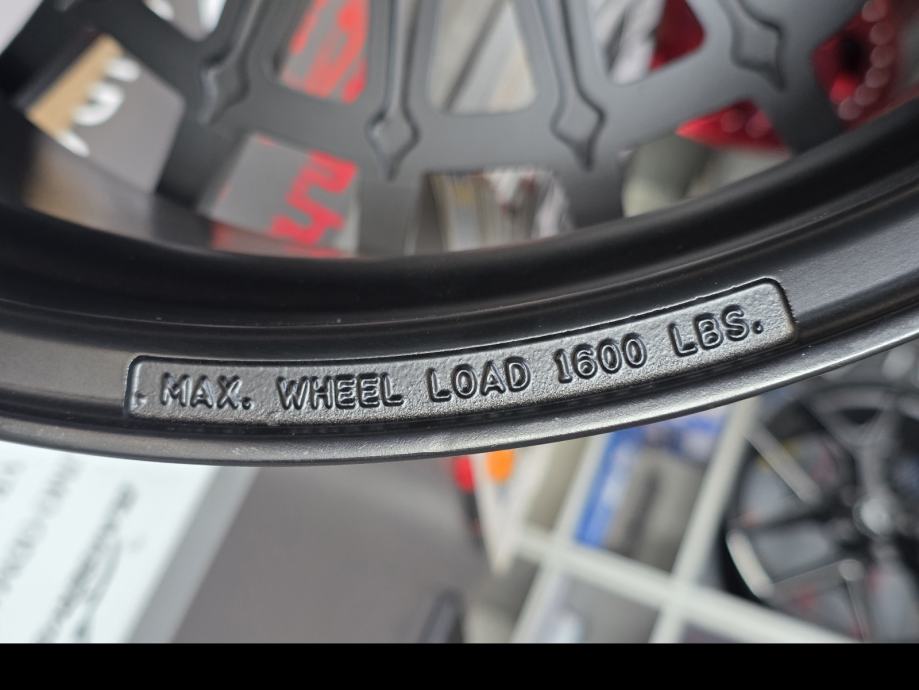 MAX. WHEEL LOAD 1600 LBS.